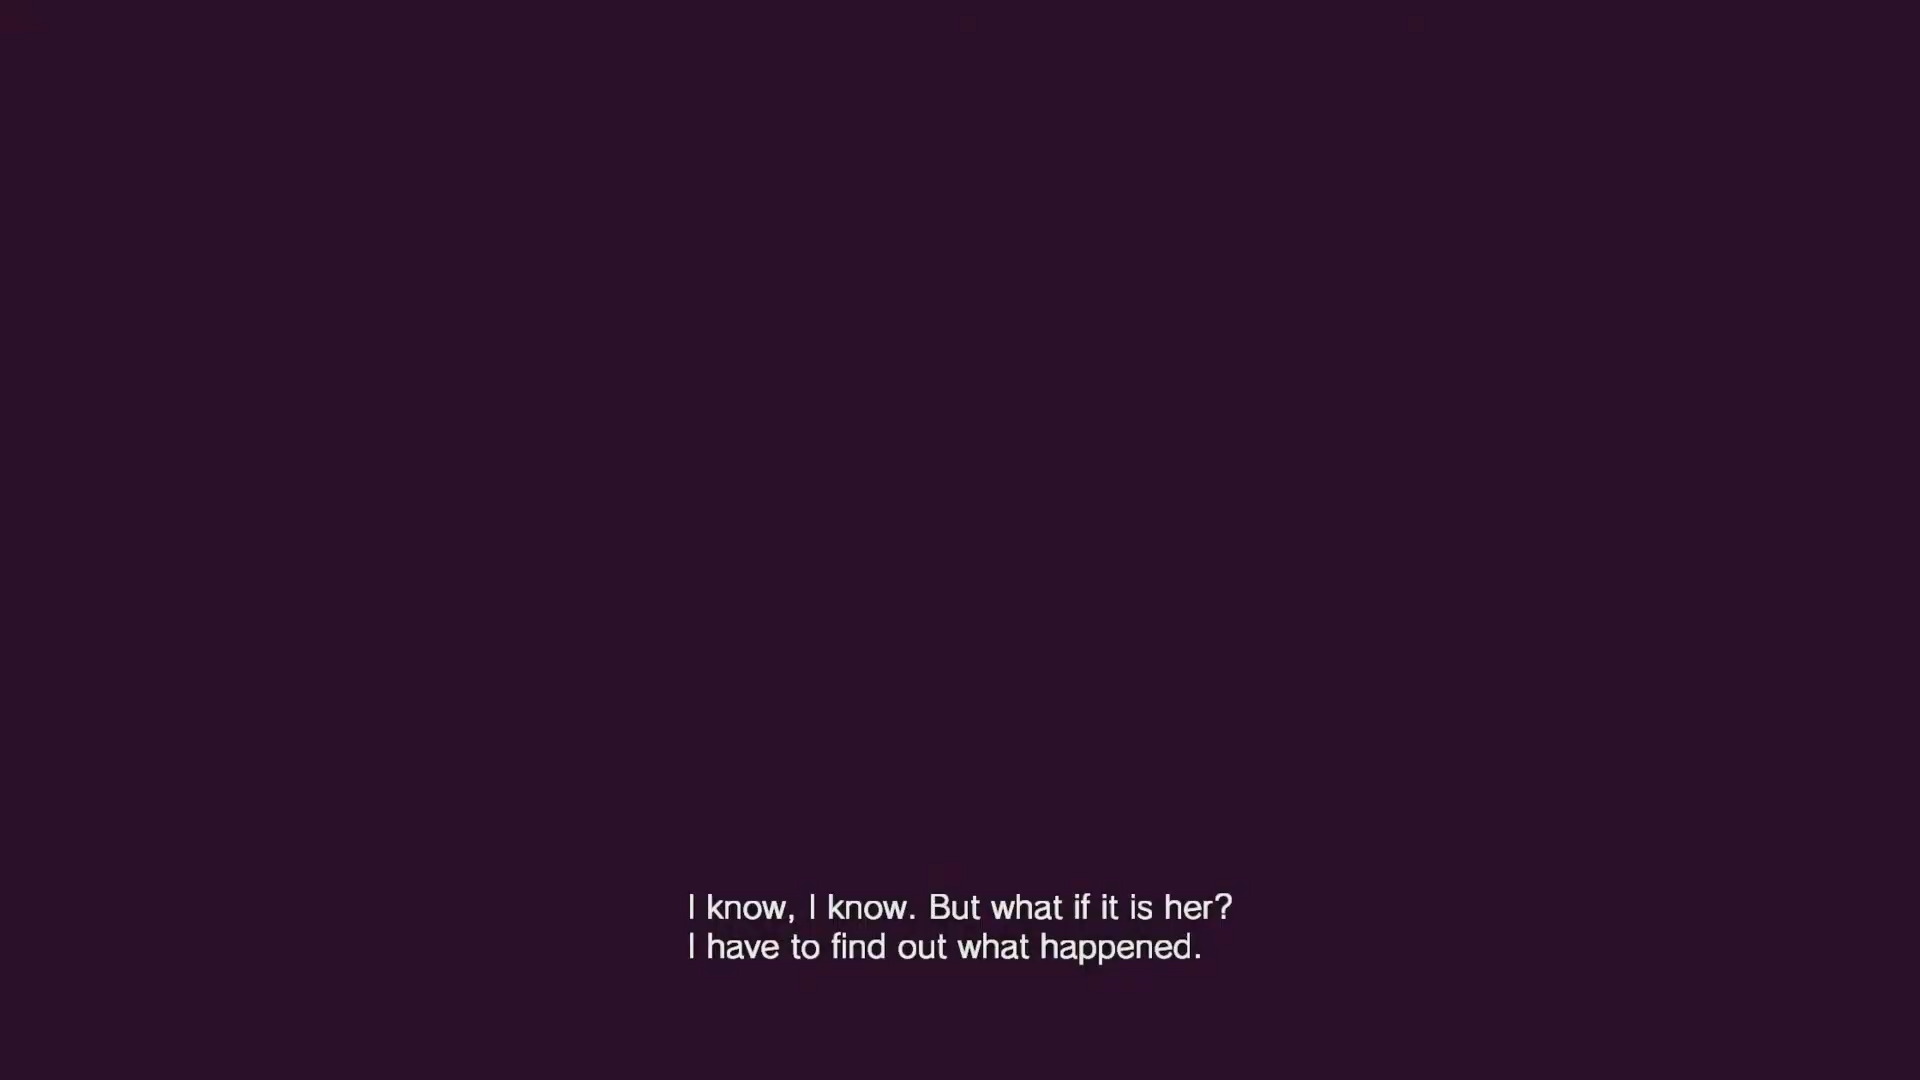 I know, I know. But what if it is her?
I have to find out what happened.